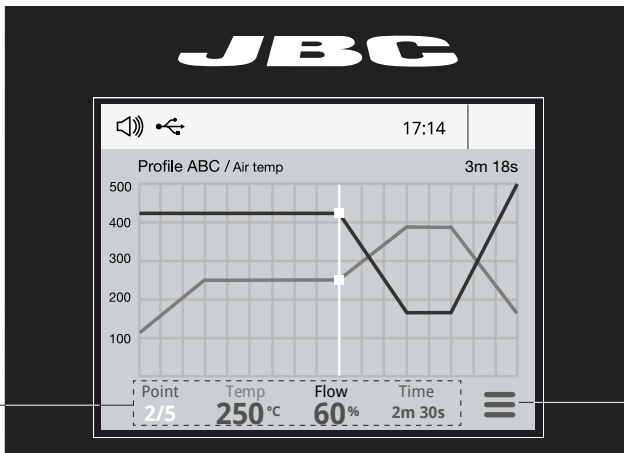 JBC
17:14
Profile ABC / Air temp 3m 18s
500
400
300
200
100
Point Temp Flow Time
2/5 250 °C 60 % 2m 30s